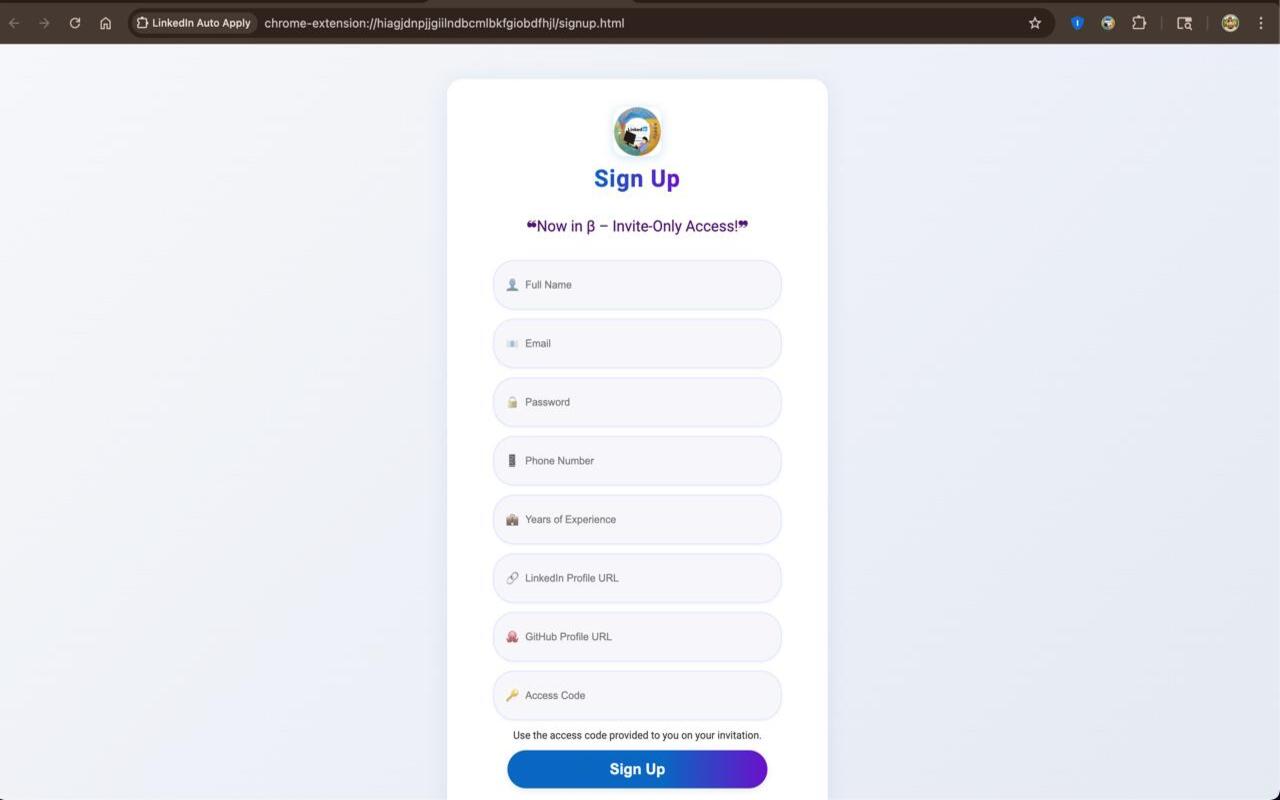 LinkedIn Auto Apply
chrome-extension://hiagjdnpjjgiilndbcmlbkfgiobdfhjl/signup.html
Linked
Sign Up
❝Now in β – Invite-Only Access!❞
Full Name
Email
Password
Phone Number
Years of Experience
LinkedIn Profile URL
GitHub Profile URL
Access Code
Use the access code provided to you on your invitation.
Sign Up